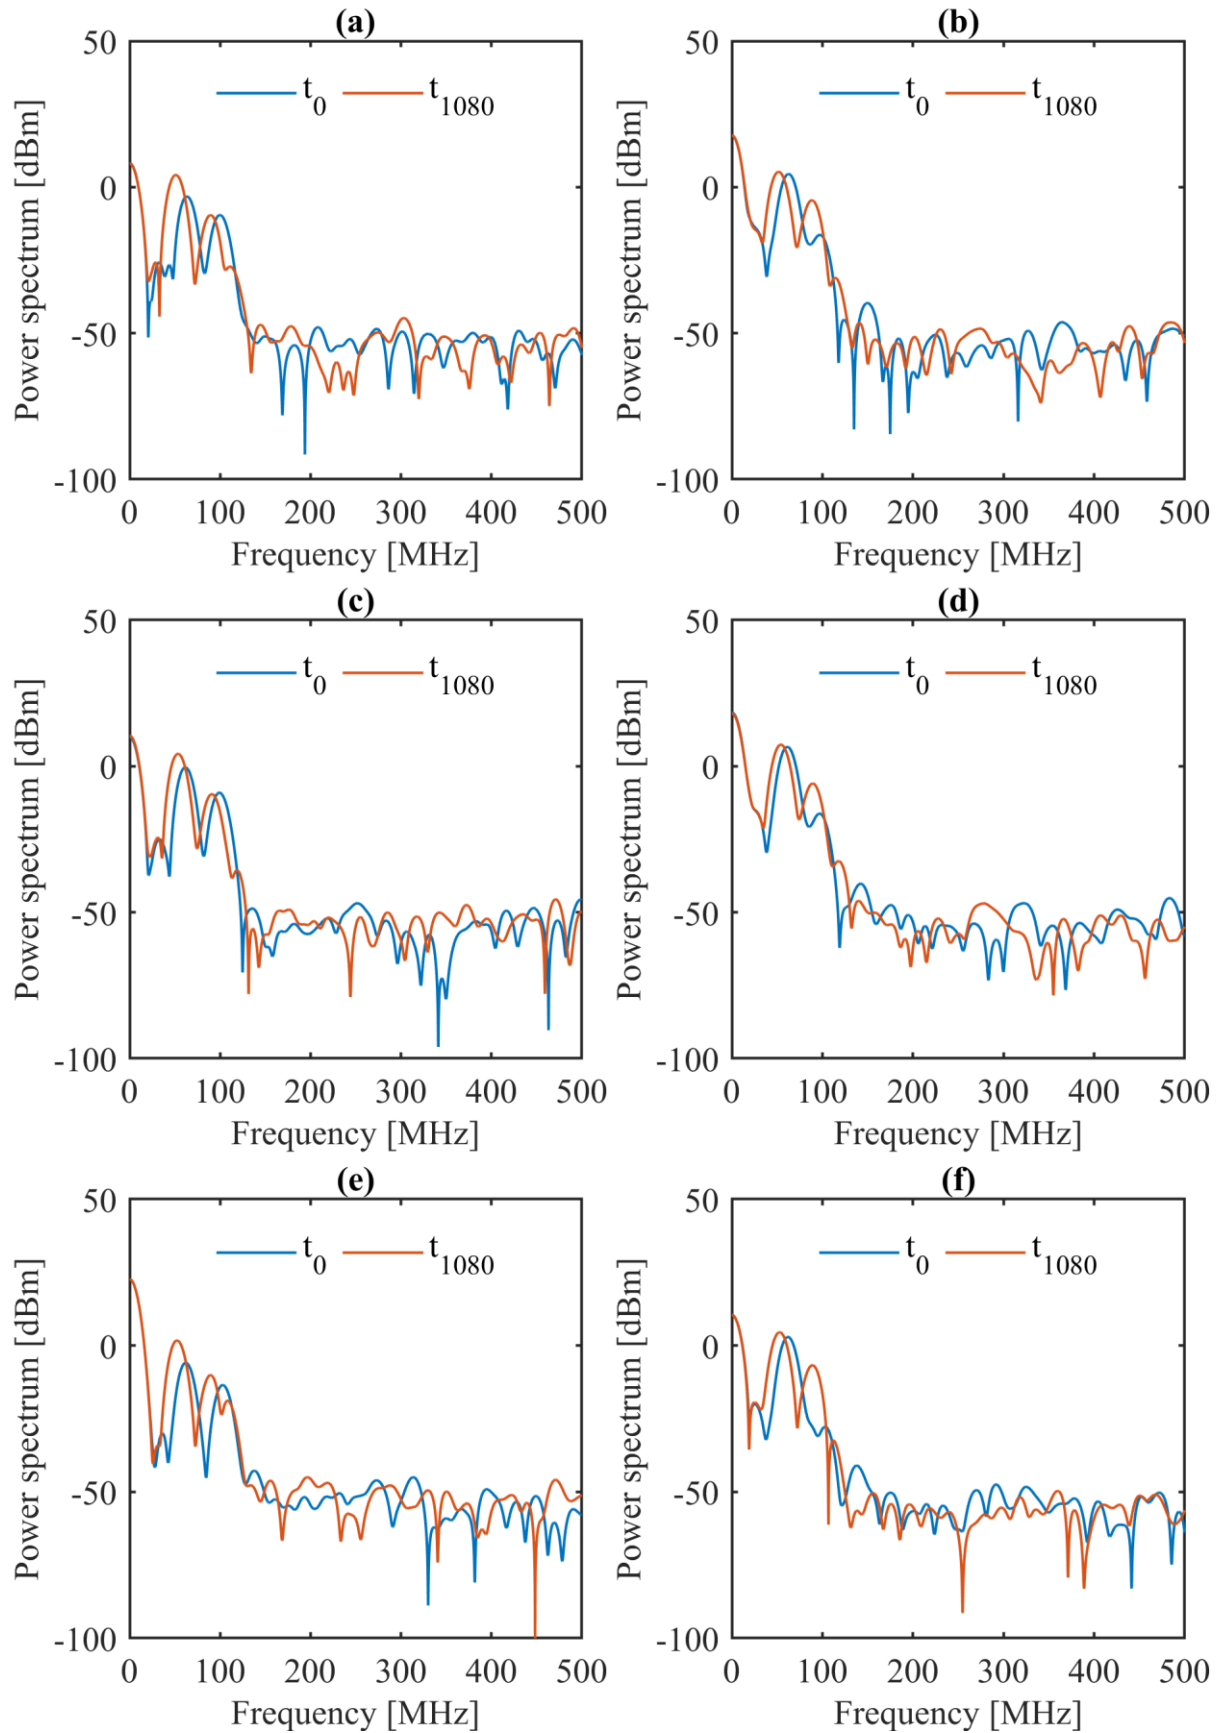 (a) (b)
50 50
t0 t1080 t0 t1080
0 0
-50 -50
-100 -100
Power spectrum [dBm] Power spectrum [dBm]
0 100 200 300 400 500 0 100 200 300 400 500
Frequency [MHz] Frequency [MHz]
(c) (d)
50 50
t0 t1080 t0 t1080
0 0
-50 -50
-100 -100
Power spectrum [dBm] Power spectrum [dBm]
0 100 200 300 400 500 0 100 200 300 400 500
Frequency [MHz] Frequency [MHz]
(e) (f)
50 50
t0 t1080 t0 t1080
0 0
-50 -50
-100 -100
Power spectrum [dBm] Power spectrum [dBm]
0 100 200 300 400 500 0 100 200 300 400 500
Frequency [MHz] Frequency [MHz]